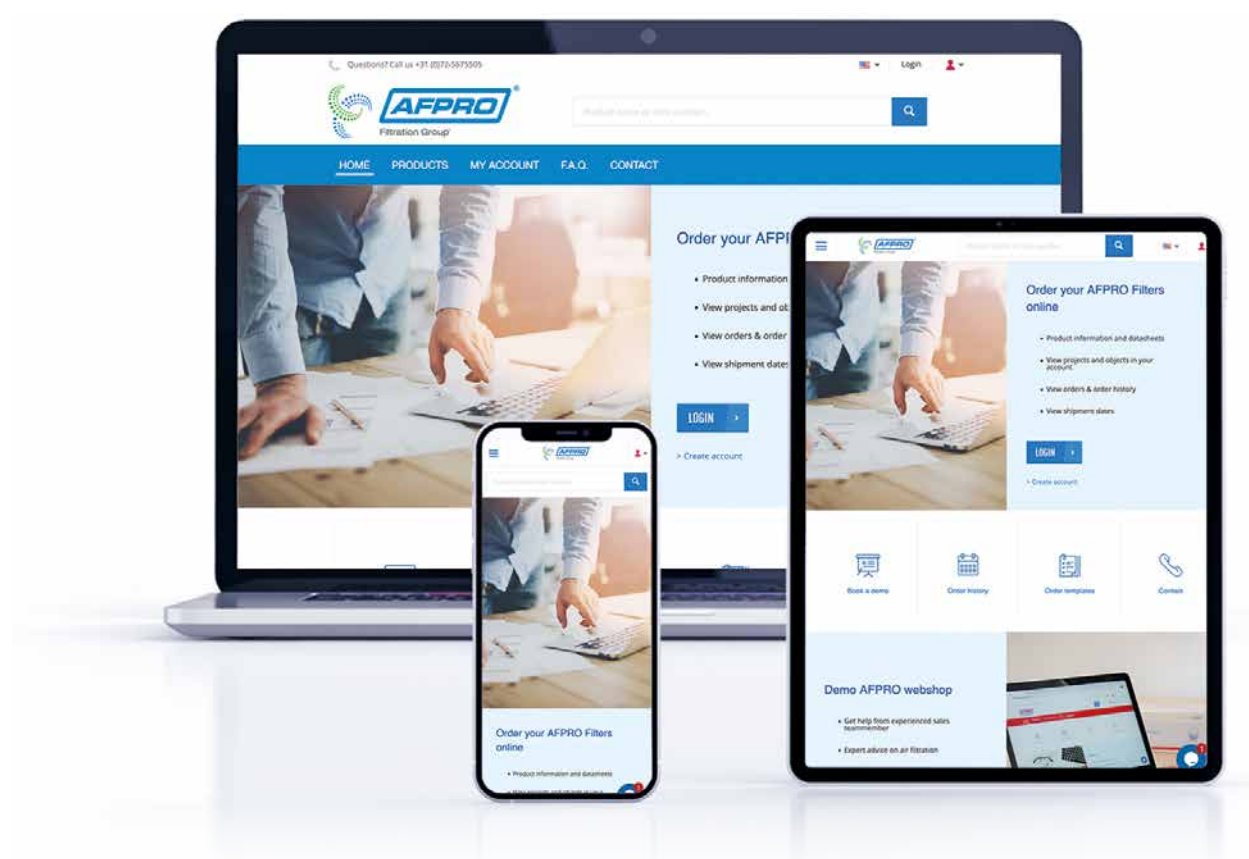 Questions? Call us +31 (0)72-5675505
Login
AFPRO®
Filtration Group®
HOME PRODUCTS MY ACCOUNT F.A.Q. CONTACT
Order your AFP
• Product information
• View projects and ob
• View orders & order
• View shipment dates
LOGIN ›
> Create account
AFPRO
Order your AFPRO Filters
online
• Product information and datasheets
• View projects and objects in your
account
• View orders & order history
• View shipment dates
LOGIN ›
> Create account
Book a demo
Order history
Order templates
Contact
Demo AFPRO webshop
• Get help from experienced sales
teammember
• Expert advice on air filtration
1
AFPRO
Order your AFPRO Filters
online
• Product information and datasheets